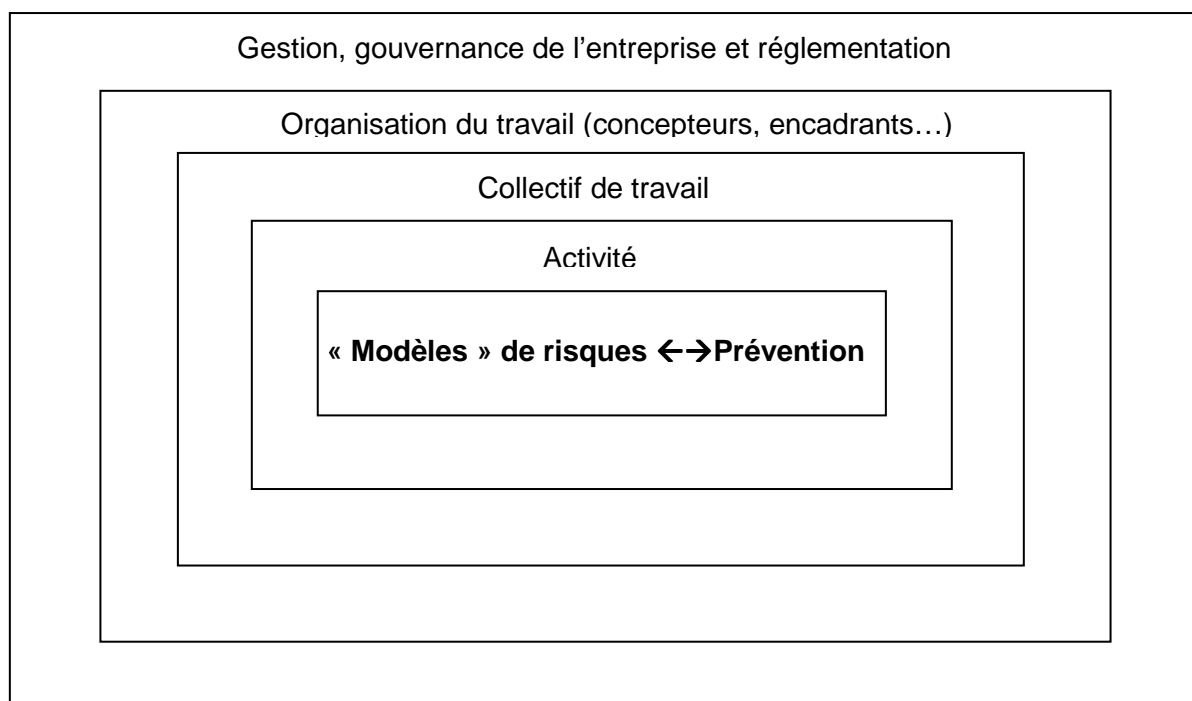 Gestion, gouvernance de l’entreprise et réglementation
Organisation du travail (concepteurs, encadrants…)
Collectif de travail
Activité
« Modèles » de risques ←→Prévention